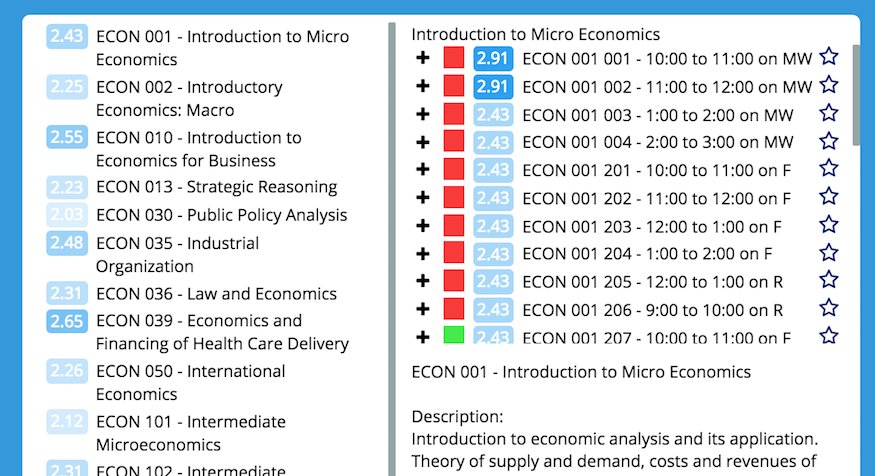 2.43 ECON 001 - Introduction to Micro
Economics
2.25 ECON 002 - Introductory
Economics: Macro
2.55 ECON 010 - Introduction to
Economics for Business
2.23 ECON 013 - Strategic Reasoning
2.03 ECON 030 - Public Policy Analysis
2.48 ECON 035 - Industrial
Organization
2.31 ECON 036 - Law and Economics
2.65 ECON 039 - Economics and
Financing of Health Care Delivery
2.26 ECON 050 - International
Economics
2.12 ECON 101 - Intermediate
Microeconomics
2.31 ECON 102 - Intermediate
Introduction to Micro Economics
2.91 ECON 001 001 - 10:00 to 11:00 on MW
2.91 ECON 001 002 - 11:00 to 12:00 on MW
2.43 ECON 001 003 - 1:00 to 2:00 on MW
2.43 ECON 001 004 - 2:00 to 3:00 on MW
2.43 ECON 001 201 - 10:00 to 11:00 on F
2.43 ECON 001 202 - 11:00 to 12:00 on F
2.43 ECON 001 203 - 12:00 to 1:00 on F
2.43 ECON 001 204 - 1:00 to 2:00 on F
2.43 ECON 001 205 - 12:00 to 1:00 on R
2.43 ECON 001 206 - 9:00 to 10:00 on R
2.43 ECON 001 207 - 10:00 to 11:00 on F
ECON 001 - Introduction to Micro Economics
Description:
Introduction to economic analysis and its application.
Theory of supply and demand, costs and revenues of